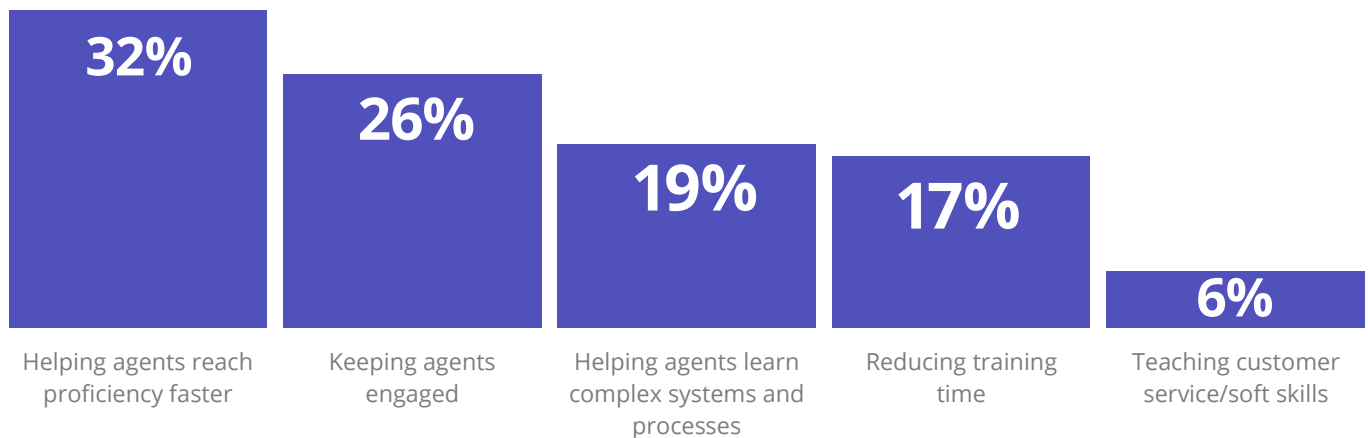 32%
26%
19%
17%
6%
Helping agents reach
proficiency faster
Keeping agents
engaged
Helping agents learn
complex systems and
processes
Reducing training
time
Teaching customer
service/soft skills